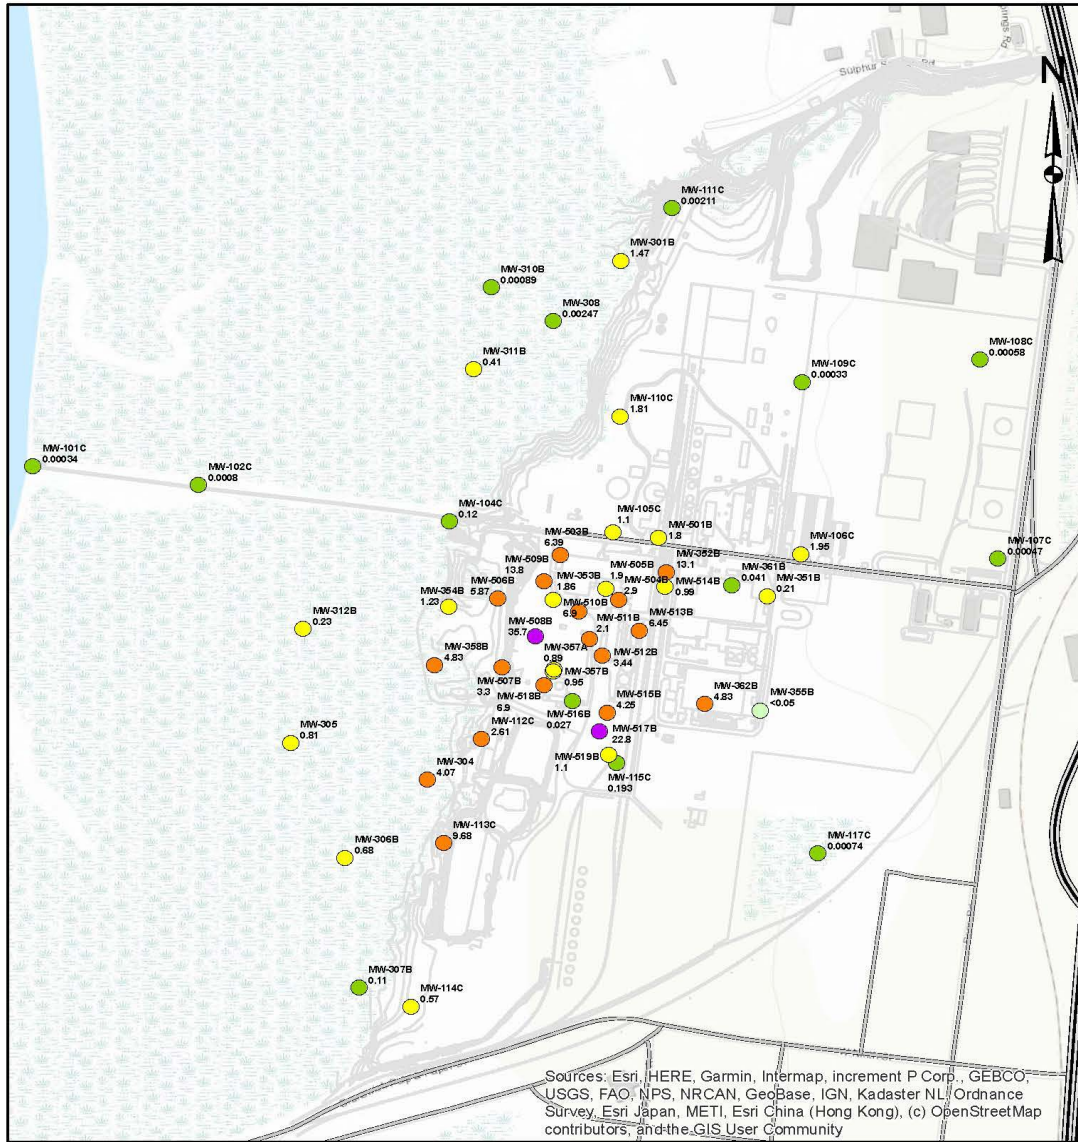 Sulphur
Rd
N
MW-111C
0.00211
MW-301B
1.47
MW-310B
0.00089
MW-308
0.00247
MW-311B
0.41
MW-108C
0.00058
MW-109C
0.00033
MW-110C
1.81
MW-101C
0.00034
MW-102C
0.0008
MW-104C
0.12
MW-105C
1.1
MW-501B
1.8
MW-503B
6.39
MW-106C
1.95
MW-107C
0.00047
MW-509B
13.8
MW-352B
13.1
MW-505B
1.9
MW-361B
0.041
MW-506B
5.87
MW-353B
1.86
MW-504B
2.9
MW-514B
0.99
MW-351B
0.21
MW-354B
1.23
MW-510B
6.9
MW-312B
0.23
MW-508B
35.7
MW-511B
2.1
MW-513B
6.45
MW-358B
4.83
MW-357A
0.89
MW-512B
3.44
MW-357B
0.95
MW-507B
3.3
MW-518B
6.9
MW-515B
4.25
MW-362B
4.83
MW-355B
<0.05
MW-516B
0.027
MW-112C
2.61
MW-517B
22.8
MW-305
0.81
MW-519B
1.1
MW-304
4.07
MW-115C
0.193
MW-113C
9.68
MW-306B
0.68
MW-117C
0.00074
MW-307B
0.11
MW-114C
0.57
Sources: Esri, HERE, Garmin, Intermap, increment P Corp., GEBCO,
USGS, FAO, NPS, NRCAN, GeoBase, IGN, Kadaster NL, Ordnance
Survey, Esri Japan, METI, Esri China (Hong Kong), (c) OpenStreetMap
contributors, and the GIS User Community